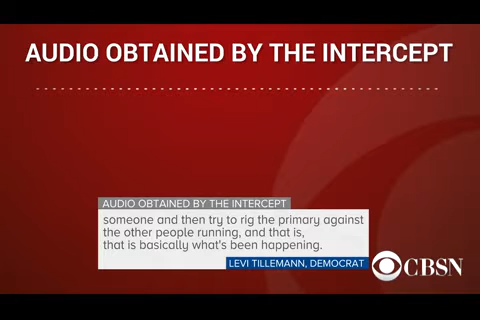 AUDIO OBTAINED BY THE INTERCEPT
AUDIO OBTAINED BY THE INTERCEPT
someone and then try to rig the primary against
the other people running, and that is,
that is basically what's been happening.
LEVI TILLEMANN, DEMOCRAT
CBSN